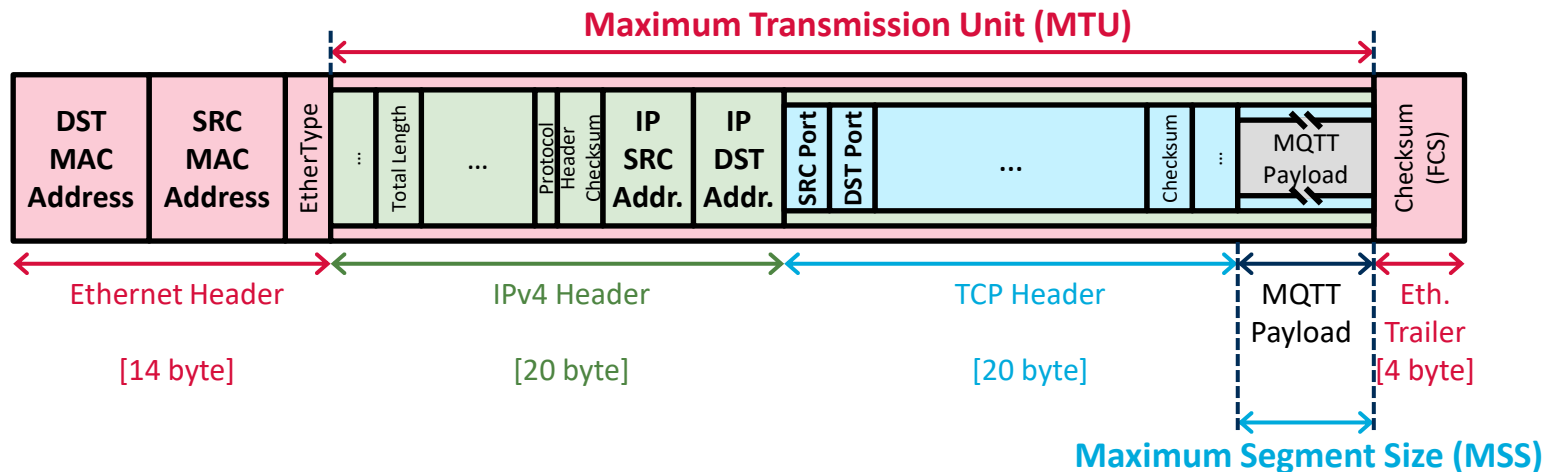 Maximum Transmission Unit (MTU)
DST
MAC
Address
SRC
MAC
Address
EtherType
...
Total Length
...
Protocol
Header
Checksum
IP
SRC
Addr.
IP
DST
Addr.
SRC Port
DST Port
...
Checksum
...
MQTT
Payload
Checksum
(FCS)
Ethernet Header
[14 byte]
IPv4 Header
[20 byte]
TCP Header
[20 byte]
MQTT
Payload
Eth.
Trailer
[4 byte]
Maximum Segment Size (MSS)